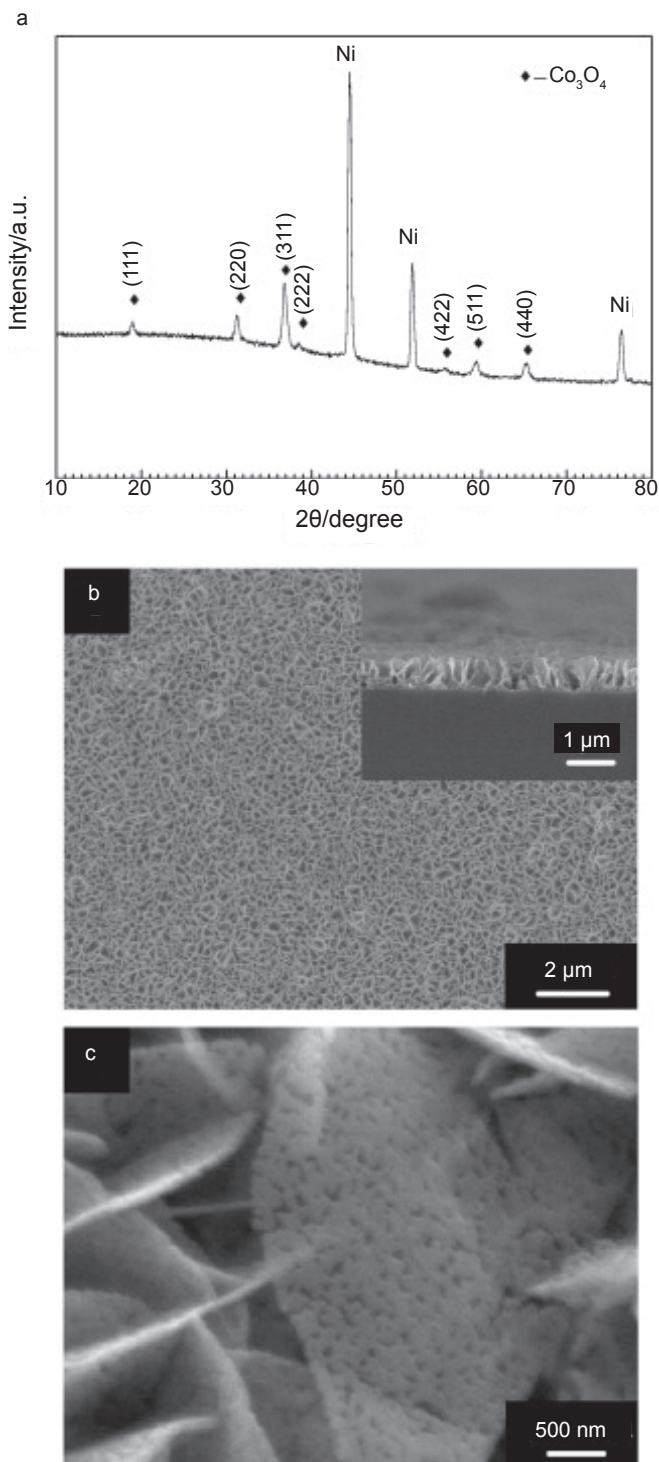 a
Ni
◆–Co₃O₄
Intensity/a.u.
(111)
(220)
(311)
(222)
Ni
(422)
(511)
(440)
Ni
10 20 30 40 50 60 70 80
2θ/degree
b
1 µm
2 µm
c
500 nm